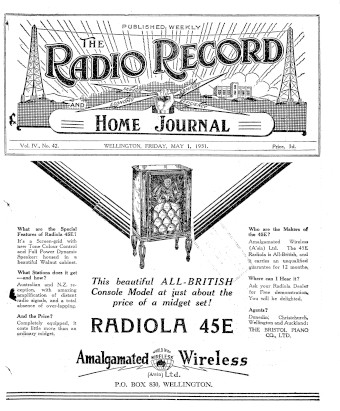 PUBLISHED WEEKLY
THE
RADIO RECORD
AND
HOME JOURNAL
Vol. IV., No. 42.
WELLINGTON, FRIDAY, MAY 1, 1931.
Price, 3d.
What are the Special
Features of Radiola 45E?
It's a Screen-grid with
new Tone Colour Control
and Full Power Dynamic
Speaker: housed in a
beautiful Walnut cabinet.
What Stations does it get
—and how?
Australian and N.Z. reception,
with amazing
amplification of distant
radio signals, and a total
absence of over-lapping.
And the Price?
Completely equipped, it
costs little more than an
ordinary midget.
Who are the Makers of
the 45E?
Amalgamated Wireless
(A'sia) Ltd. The 45E
Radiola is All-British, and
it carries an unqualified
guarantee for 12 months.
Where can I Hear it?
Ask your Radiola Dealer
for Free demonstration.
You will be delighted.
Agents?
Dunedin; Christchurch,
Wellington and Auckland:
THE BRISTOL PIANO
CO., LTD.
This beautiful ALL-BRITISH
Console Model at just about the
price of a midget set!
RADIOLA 45E
Amalgamated Wireless
(A'sia) Ltd.
P.O. BOX 830, WELLINGTON.